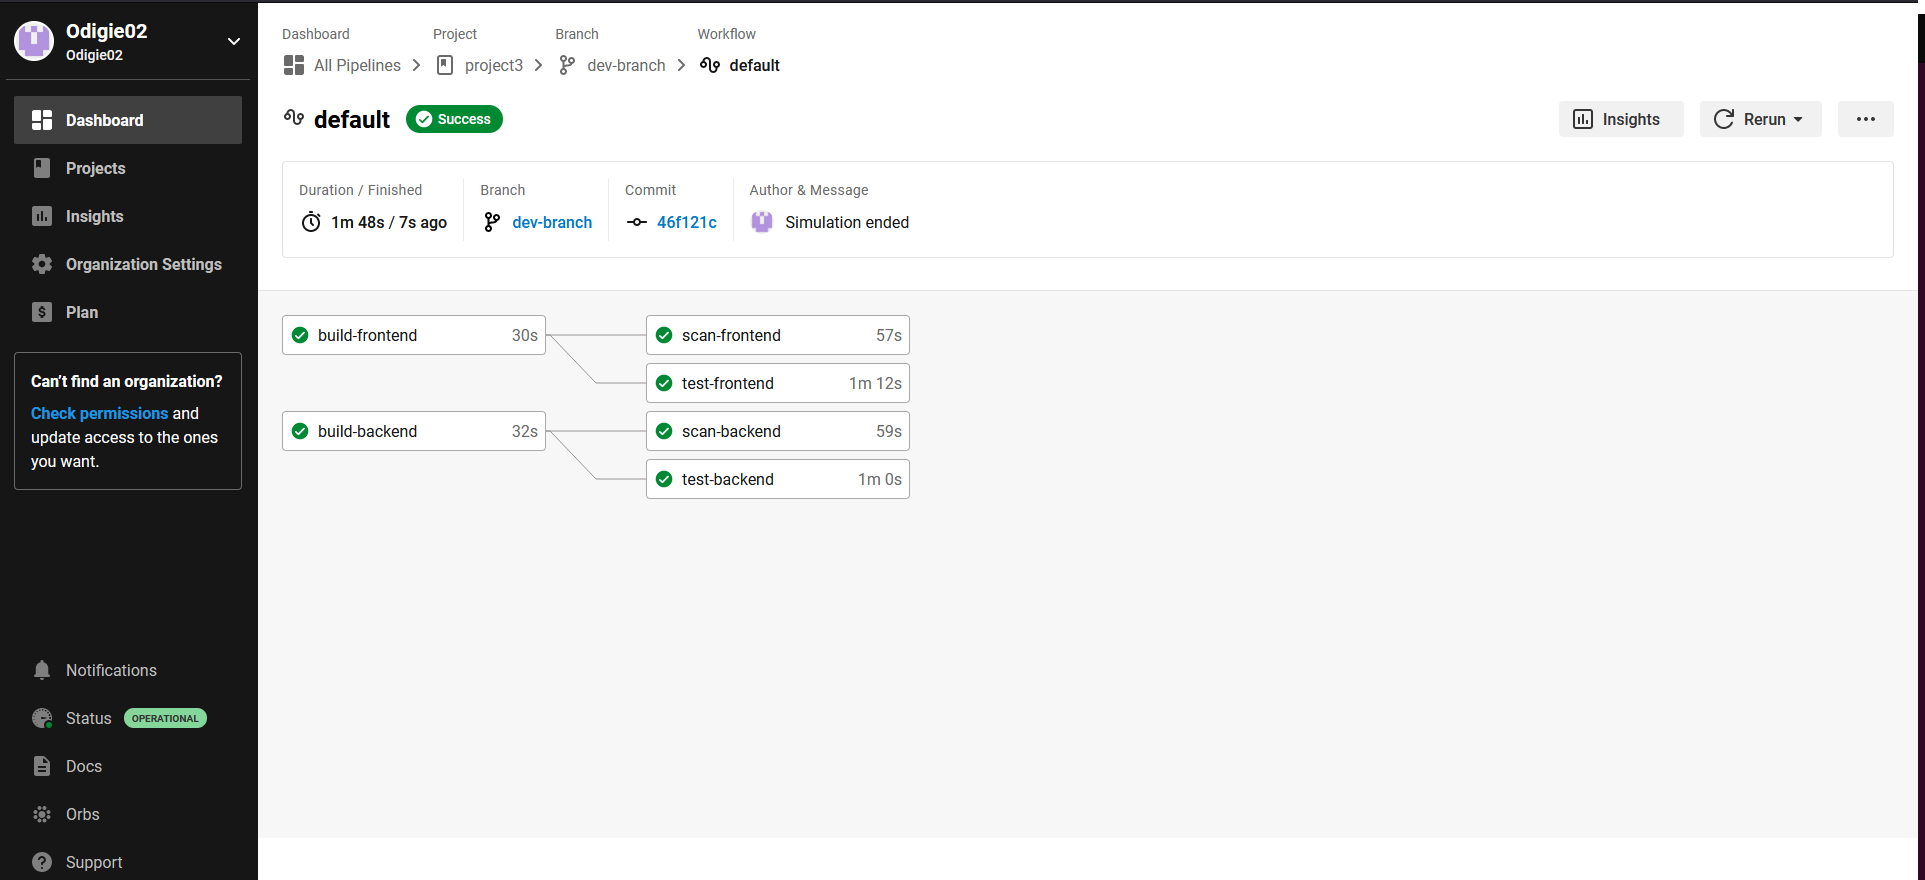 Odigie02
Odigie02
Dashboard
Projects
Insights
Organization Settings
Plan
Can't find an organization?
Check permissions and
update access to the ones
you want.
Notifications
Status OPERATIONAL
Docs
Orbs
Support
Dashboard Project Branch Workflow
All Pipelines project3 dev-branch default
default Success Insights Rerun
Duration / Finished Branch Commit Author & Message
1m 48s / 7s ago dev-branch 46f121c Simulation ended
build-frontend 30s scan-frontend 57s
test-frontend 1m 12s
build-backend 32s scan-backend 59s
test-backend 1m 0s